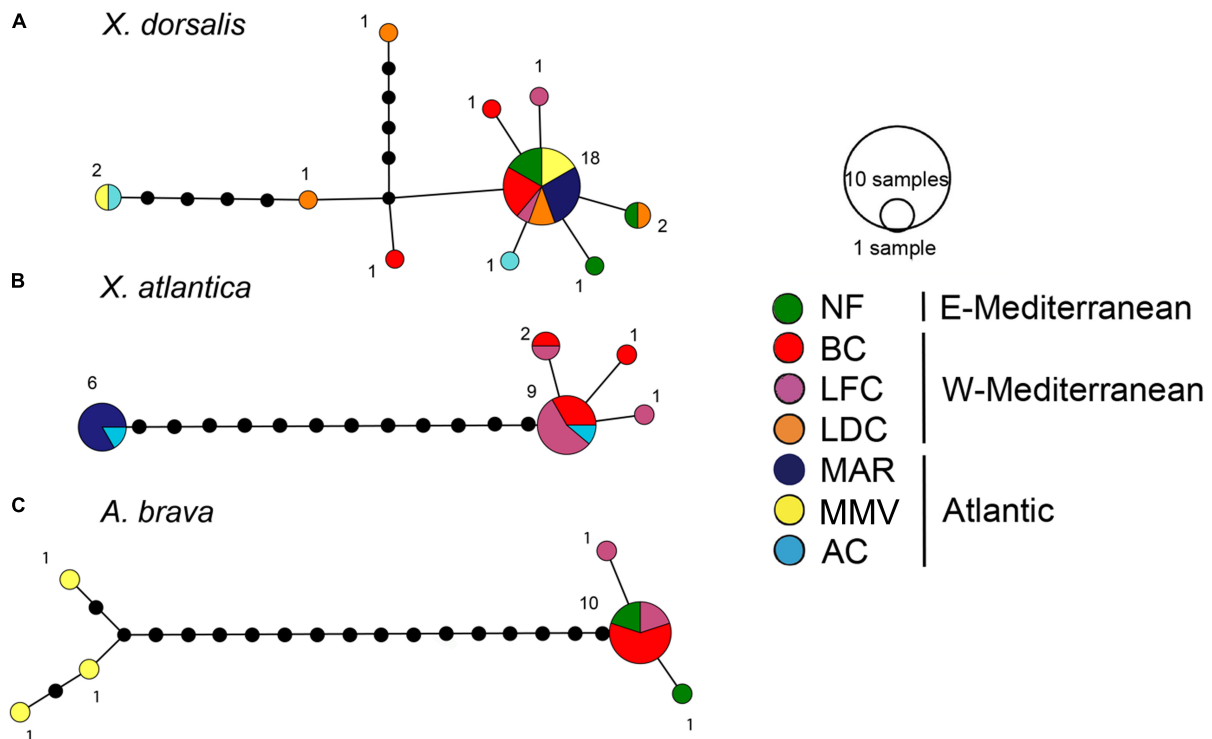 A
X. dorsalis
1
1
1
18
2
1
2
1
1
1
10 samples
1 sample
B
X. atlantica
2
1
9
1
6
NF
E-Mediterranean
BC
LFC
W-Mediterranean
LDC
MAR
MMV
Atlantic
AC
C
A. brava
1
1
10
1
1
1